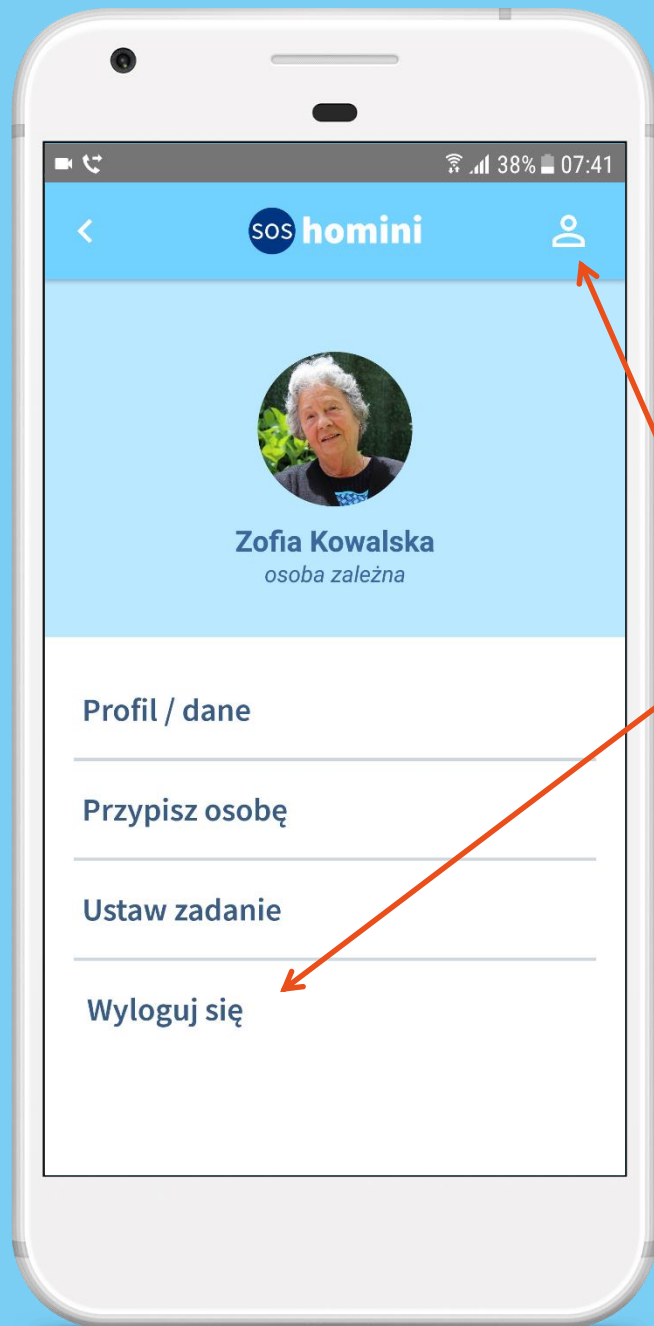 38% 07:41
sos homini
Zofia Kowalska
osoba zależna
Profil / dane
Przypisz osobę
Ustaw zadanie
Wyloguj się